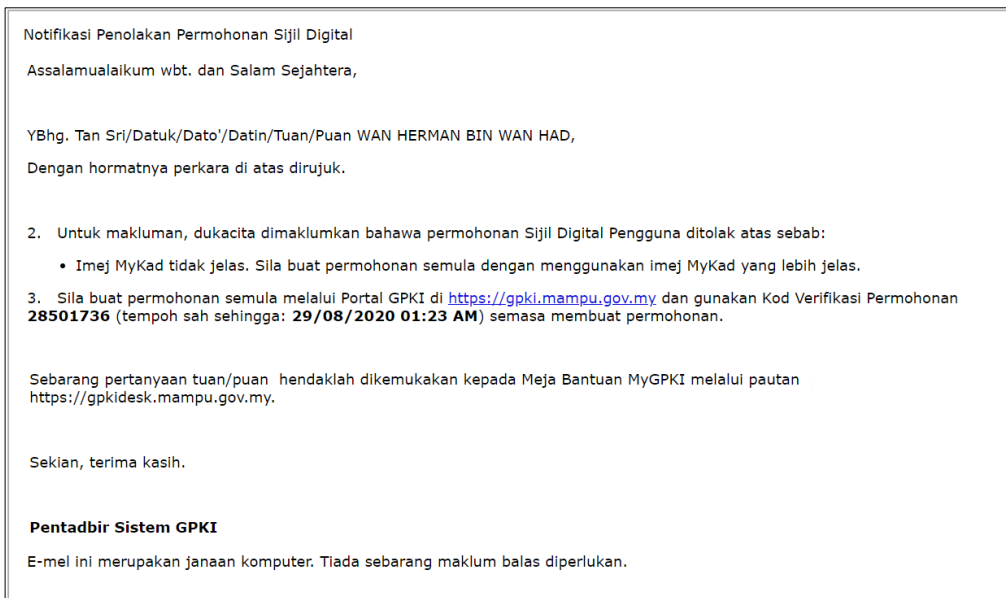 Notifikasi Penolakan Permohonan Sijil Digital
Assalamualaikum wbt. dan Salam Sejahtera,
YBhg. Tan Sri/Datuk/Dato'/Datin/Tuan/Puan WAN HERMAN BIN WAN HAD,
Dengan hormatnya perkara di atas dirujuk.
2. Untuk makluman, dukacita dimaklumkan bahawa permohonan Sijil Digital Pengguna ditolak atas sebab:
• Imej MyKad tidak jelas. Sila buat permohonan semula dengan menggunakan imej MyKad yang lebih jelas.
3. Sila buat permohonan semula melalui Portal GPKI di https://gpki.mampu.gov.my dan gunakan Kod Verifikasi Permohonan
28501736 (tempoh sah sehingga: 29/08/2020 01:23 AM) semasa membuat permohonan.
Sebarang pertanyaan tuan/puan hendaklah dikemukakan kepada Meja Bantuan MyGPKI melalui pautan
https://gpkidesk.mampu.gov.my.
Sekian, terima kasih.
Pentadbir Sistem GPKI
E-mel ini merupakan janaan komputer. Tiada sebarang maklum balas diperlukan.